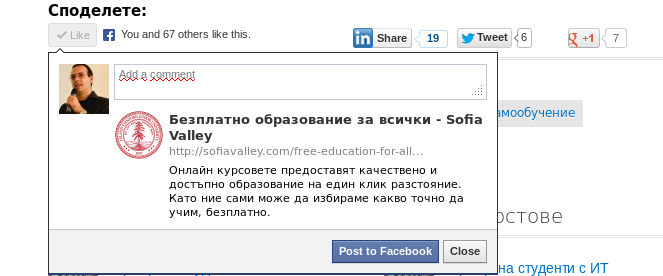 Споделете:
Like
You and 67 others like this.
Share
19
Tweet
6
+1
7
Add a comment
Безплатно образование за всички - Sofia
Valley
http://sofiavalley.com/free-education-for-all...
Онлайн курсовете предоставят качествено и
достъпно образование на един клик разстояние.
Като ние сами може да избираме какво точно да
учим, безплатно.
амообучение
остове
Post to Facebook
Close
на студенти с ИТ